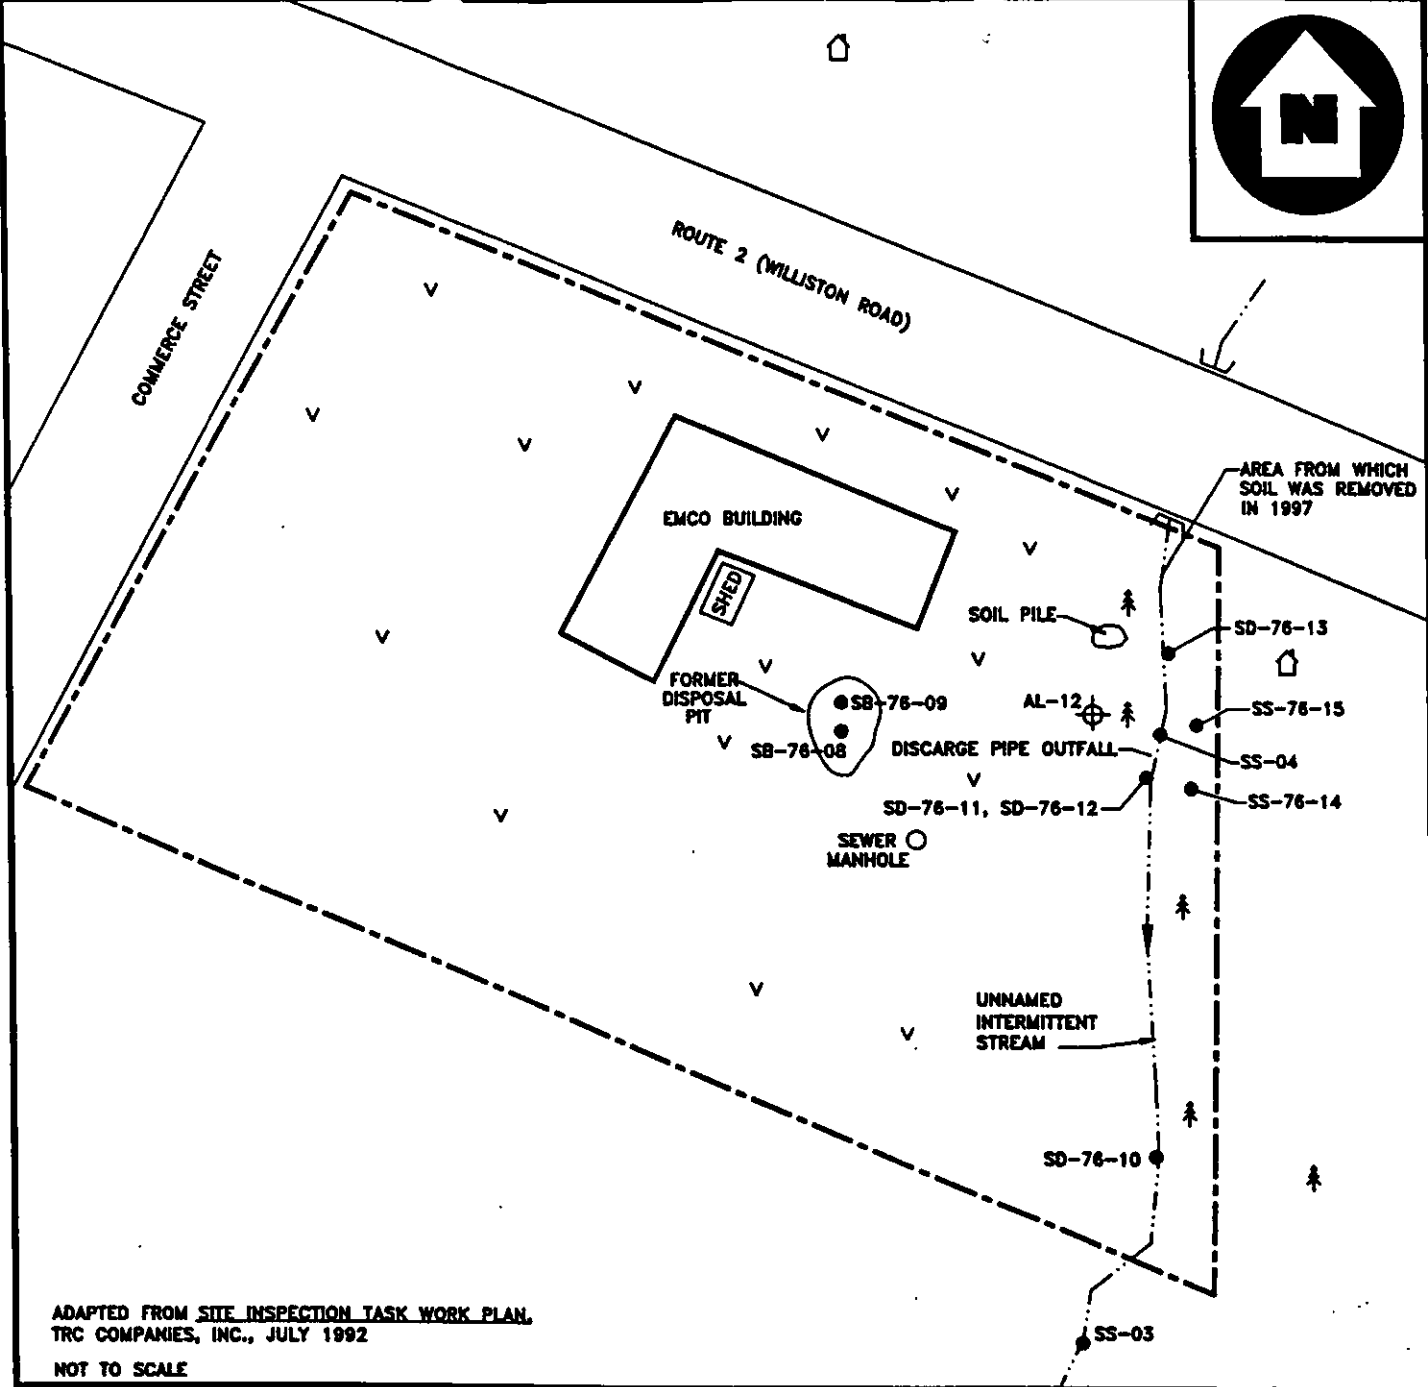 N
ROUTE 2 (WILLISTON ROAD)
COMMERCE STREET
AREA FROM WHICH
SOIL WAS REMOVED
IN 1997
EMCO BUILDING
SHED
SOIL PILE
SD-76-13
FORMER
DISPOSAL
PIT
SB-76-09
SB-76-08
AL-12
SS-76-15
DISCARGE PIPE OUTFALL
SS-04
SD-76-11, SD-76-12
SS-76-14
SEWER
MANHOLE
UNNAMED
INTERMITTENT
STREAM
SD-76-10
SS-03
ADAPTED FROM SITE INSPECTION TASK WORK PLAN,
TRC COMPANIES, INC., JULY 1992
NOT TO SCALE